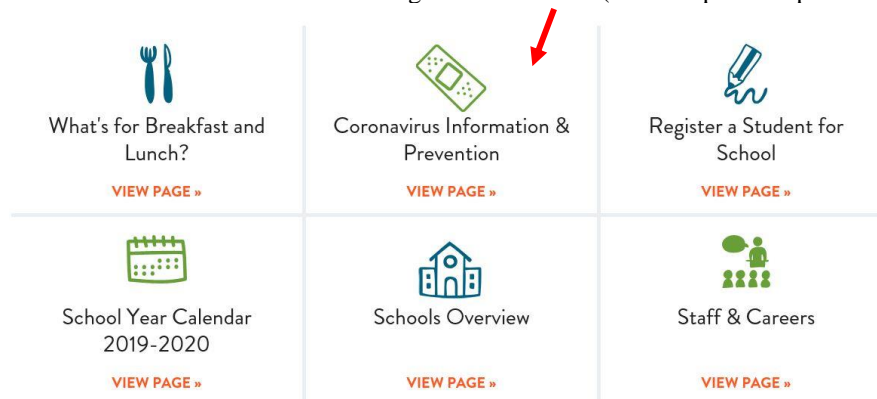 What's for Breakfast and
Lunch?
VIEW PAGE »
Coronavirus Information &
Prevention
VIEW PAGE »
Register a Student for
School
VIEW PAGE »
School Year Calendar
2019-2020
VIEW PAGE »
Schools Overview
VIEW PAGE »
Staff & Careers
VIEW PAGE »